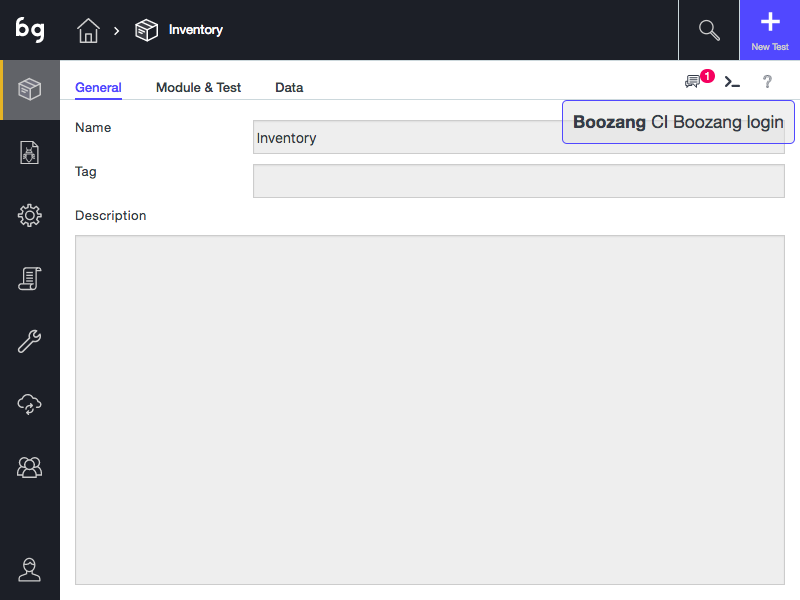 bg
Inventory
New Test
General
Module & Test
Data
1
?
Boozang CI Boozang login
Name
Inventory
Tag
Description